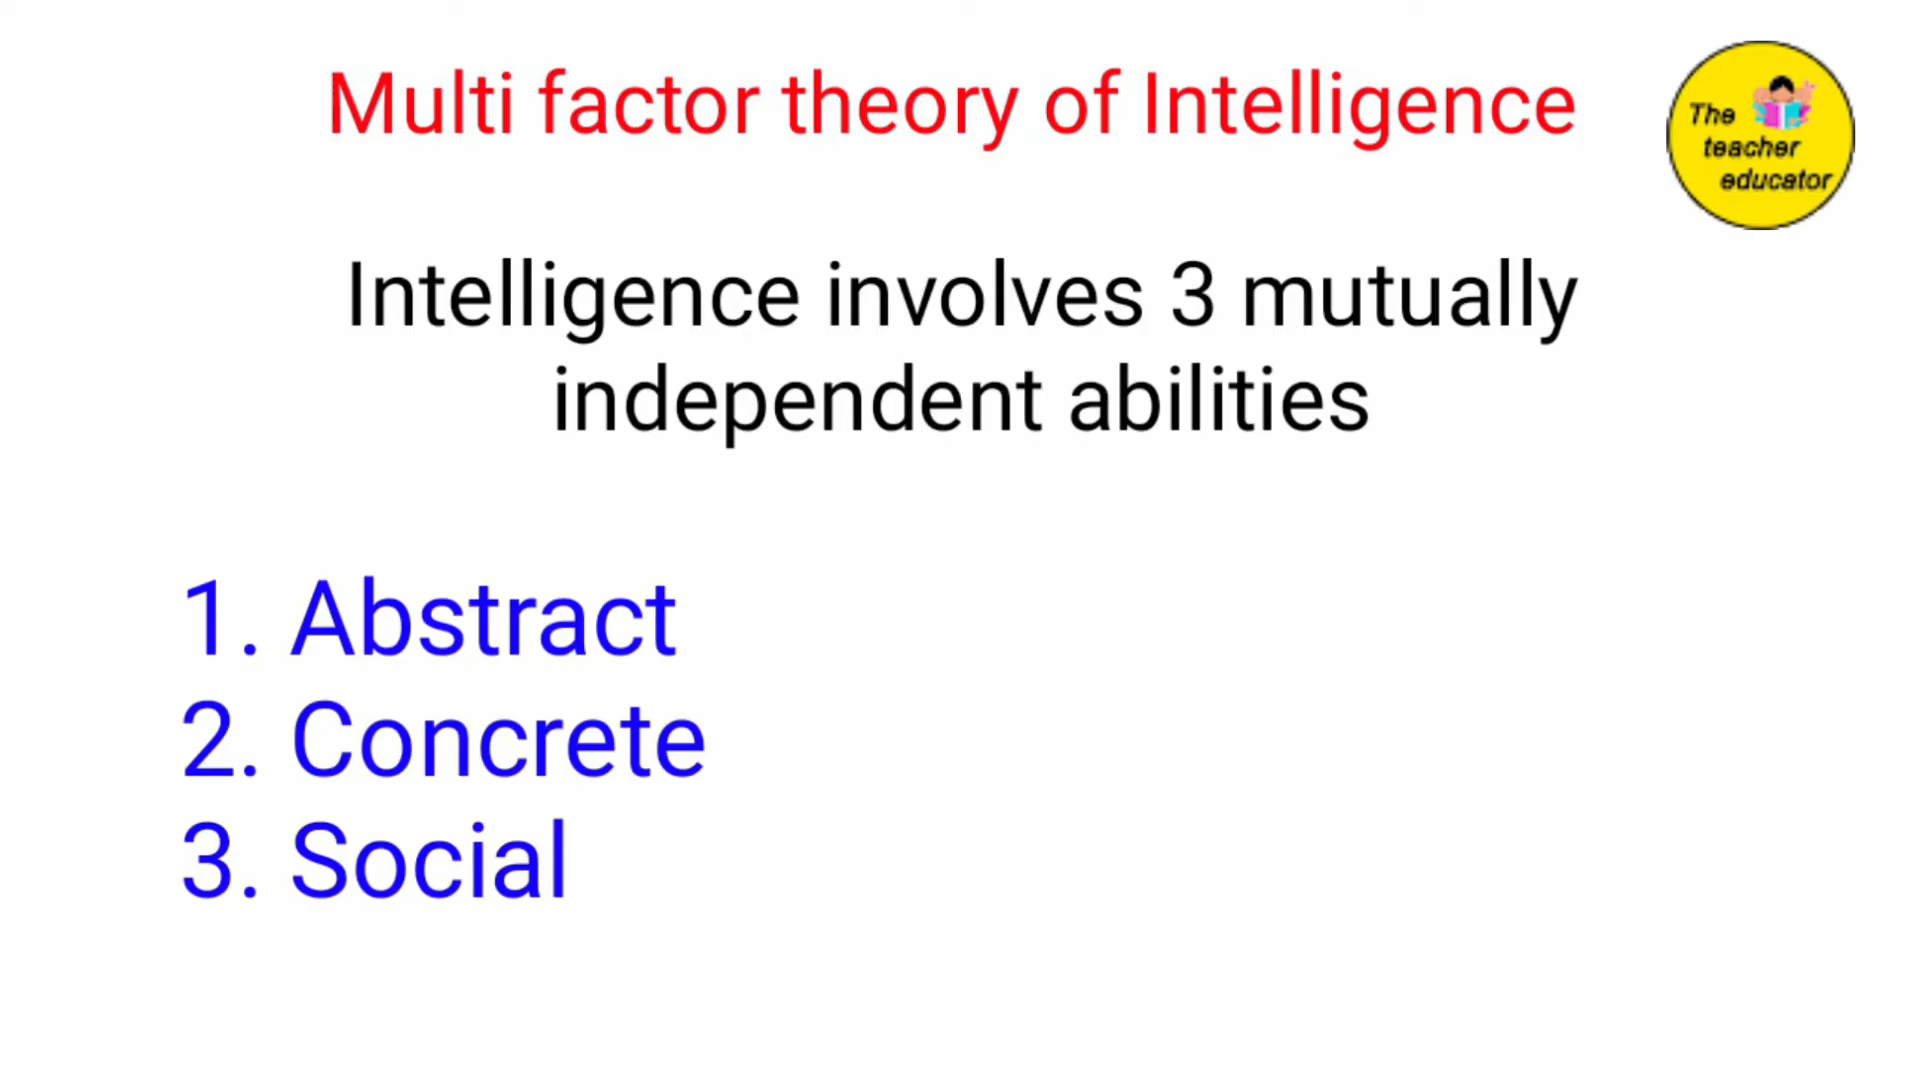 Multi factor theory of Intelligence
The
teacher
educator
Intelligence involves 3 mutually
independent abilities
1. Abstract
2. Concrete
3. Social